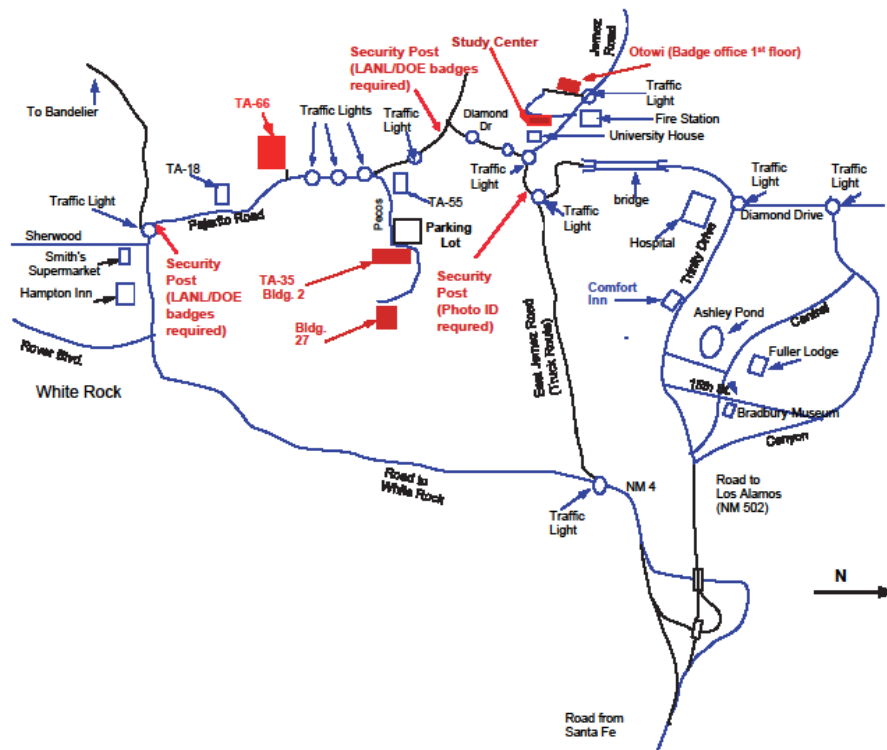 Security Post
(LANL/DOE badges
required)
Study Center
Jemez
Road
Otowi (Badge office 1st floor)
To Bandelier
TA-66
Traffic Lights
Traffic
Light
Diamond
Dr
Traffic
Light
Fire Station
University House
TA-18
Traffic
Light
TA-55
Traffic Light
Pajarito Road
Pecos
Traffic
Light
bridge
Traffic
Light
Traffic
Light
Diamond Drive
Hospital
Trinity Drive
Sherwood
Smith's
Supermarket
Hampton Inn
Security
Post
(LANL/DOE
badges
required)
Parking
Lot
TA-35
Bldg. 2
Bldg.
27
Security
Post
(Photo ID
requred)
East Jemez Road
(Truck Route)
Comfort
Inn
Ashley Pond
Central
Fuller Lodge
15th St.
Bradbury Museum
Canyon
Rover Blvd.
White Rock
Road to
White Rock
NM 4
Traffic
Light
Road to
Los Alamos
(NM 502)
N
Road from
Santa Fe